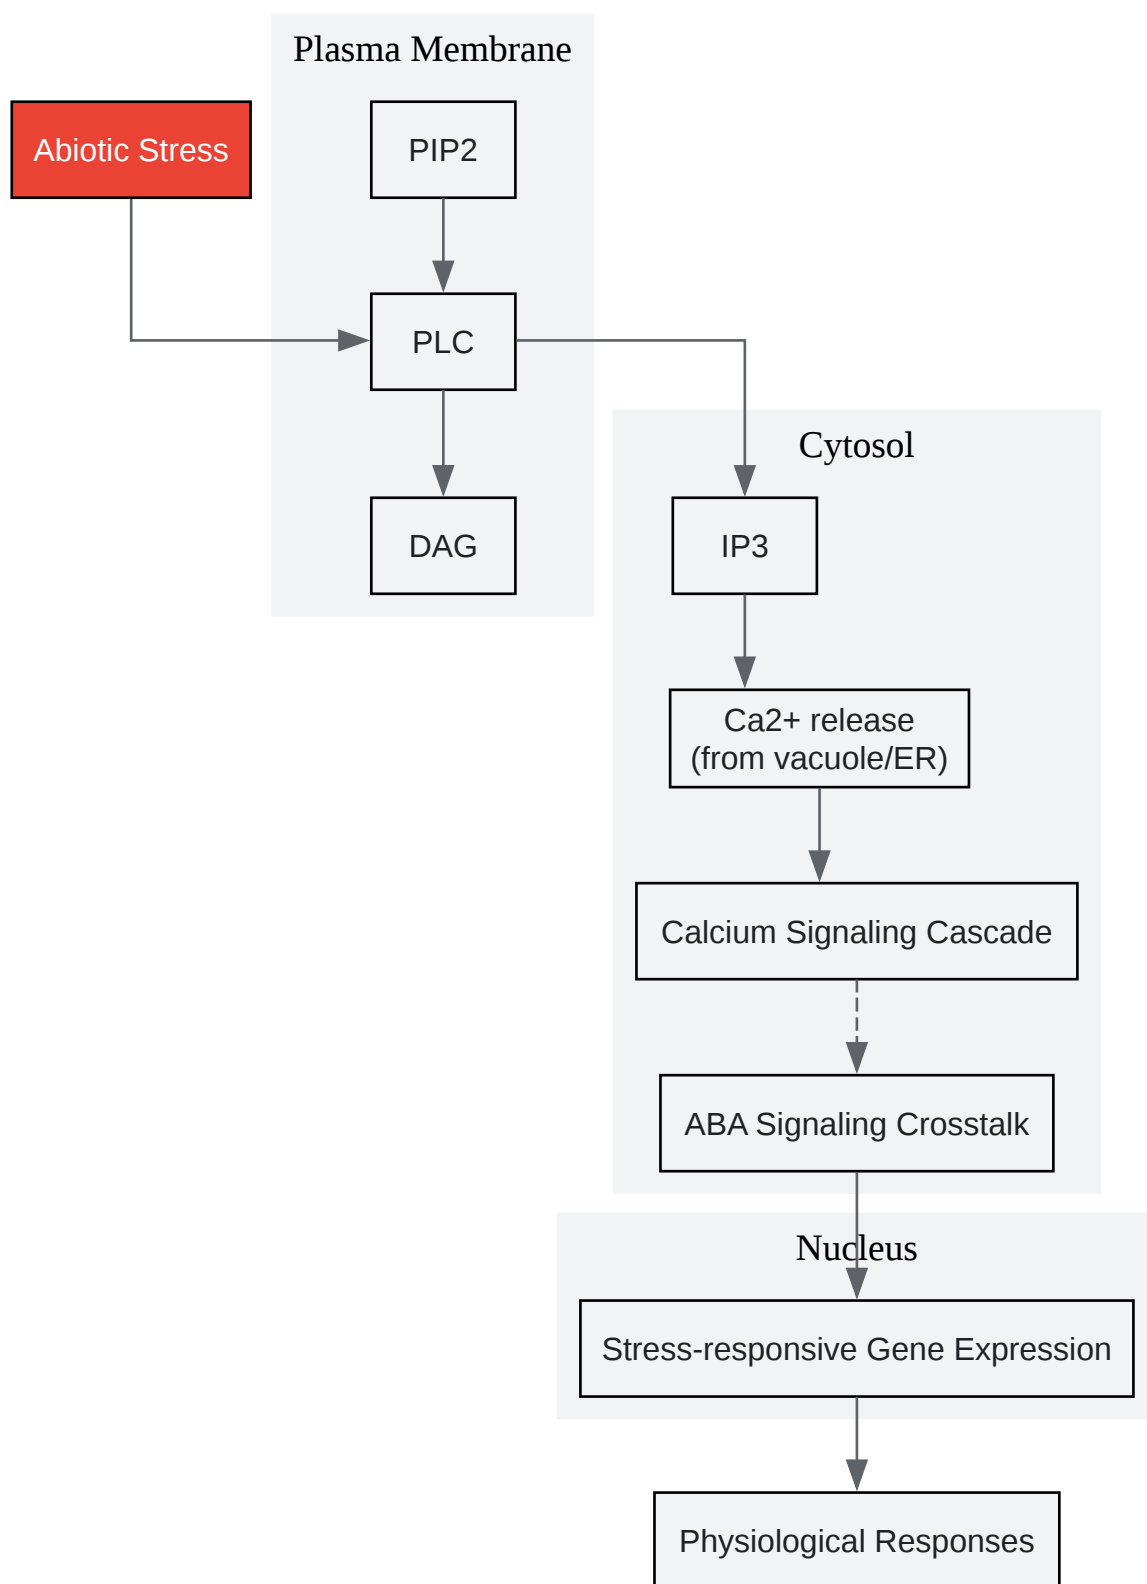 Plasma Membrane
Abiotic Stress
PIP2
PLC
Cytosol
DAG
IP3
Ca2+ release
(from vacuole/ER)
Calcium Signaling Cascade
ABA Signaling Crosstalk
Nucleus
Stress-responsive Gene Expression
Physiological Responses